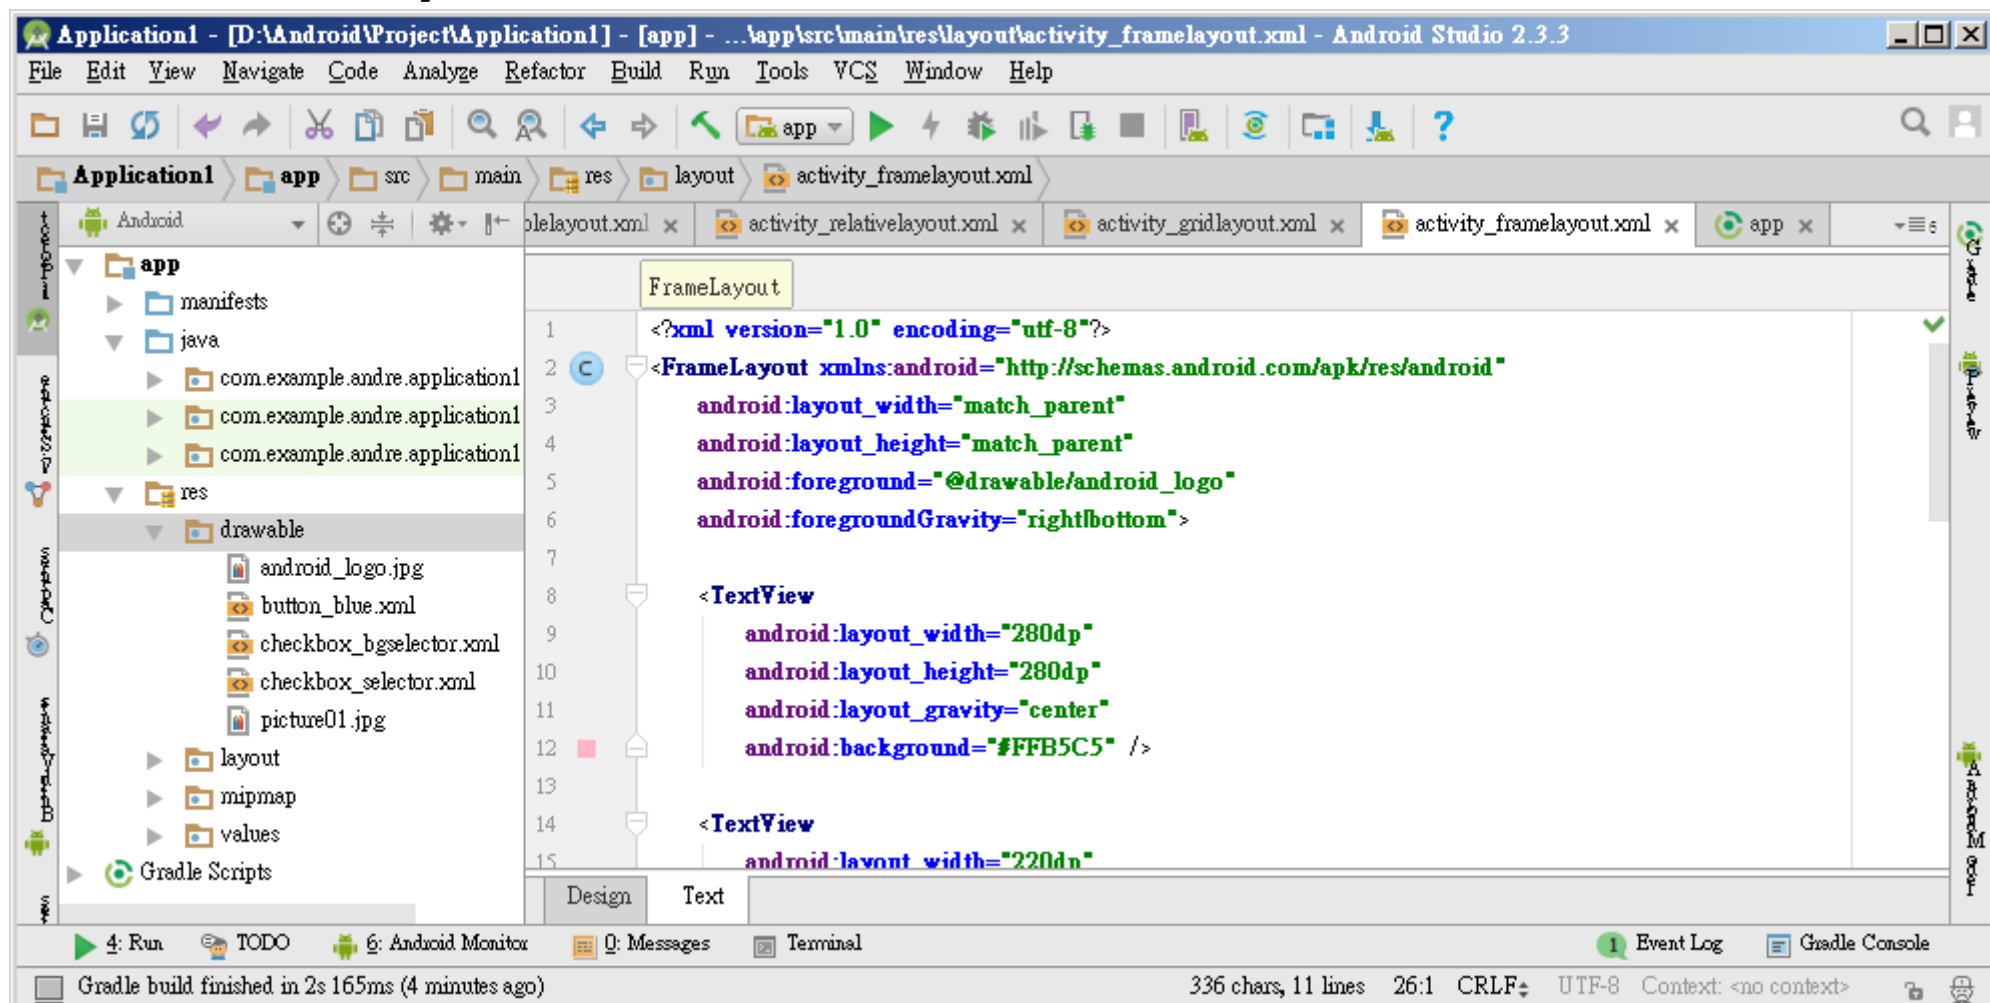 Application1 - [D:\Android\Project\Application1] - [app] - ...\app\src\main\res\layout\activity_framelayout.xml - Android Studio 2.3.3
File Edit View Navigate Code Analyze Refactor Build Run Tools VCS Window Help
app
Application1 app src main res layout activity_framelayout.xml
Android
blelayout.xml activity_relativelayout.xml activity_gridlayout.xml activity_framelayout.xml app 6
app
manifests
java
com.example.andre.application1
com.example.andre.application1
com.example.andre.application1
res
drawable
android_logo.jpg
button_blue.xml
checkbox_bgselector.xml
checkbox_selector.xml
picture01.jpg
layout
mipmap
values
Gradle Scripts
FrameLayout
1 <?xml version="1.0" encoding="utf-8"?>
2 <FrameLayout xmlns:android="http://schemas.android.com/apk/res/android"
3 android:layout_width="match_parent"
4 android:layout_height="match_parent"
5 android:foreground="@drawable/android_logo"
6 android:foregroundGravity="right|bottom">
7
8 <TextView
9 android:layout_width="280dp"
10 android:layout_height="280dp"
11 android:layout_gravity="center"
12 android:background="#FFB5C5" />
13
14 <TextView
15 android:layout_width="220dp"
Design Text
4: Run TODO 6: Android Monitor 0: Messages Terminal 1 Event Log Gradle Console
Gradle build finished in 2s 165ms (4 minutes ago) 336 chars, 11 lines 26:1 CRLF UTF-8 Context: <no context>